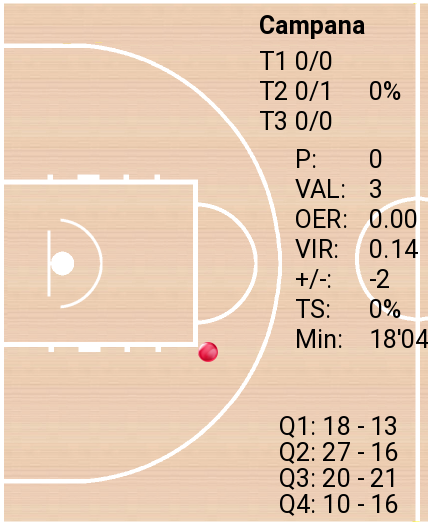 Campana
T1 0/0
T2 0/1 0%
T3 0/0
P: 0
VAL: 3
OER: 0.00
VIR: 0.14
+/-: -2
TS: 0%
Min: 18'04
Q1: 18 - 13
Q2: 27 - 16
Q3: 20 - 21
Q4: 10 - 16